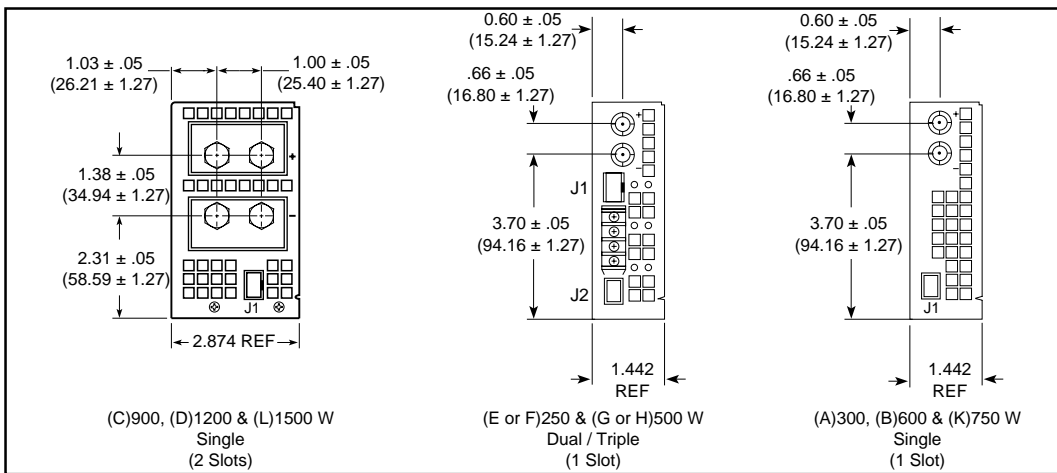 1.03 ± .05
(26.21 ± 1.27)
1.00 ± .05
(25.40 ± 1.27)
+
1.38 ± .05
(34.94 ± 1.27)
−
2.31 ± .05
(58.59 ± 1.27)
J1
2.874 REF
(C)900, (D)1200 & (L)1500 W
Single
(2 Slots)
0.60 ± .05
(15.24 ± 1.27)
.66 ± .05
(16.80 ± 1.27)
+
−
J1
3.70 ± .05
(94.16 ± 1.27)
J2
1.442
REF
(E or F)250 & (G or H)500 W
Dual / Triple
(1 Slot)
0.60 ± .05
(15.24 ± 1.27)
.66 ± .05
(16.80 ± 1.27)
+
−
3.70 ± .05
(94.16 ± 1.27)
J1
1.442
REF
(A)300, (B)600 & (K)750 W
Single
(1 Slot)